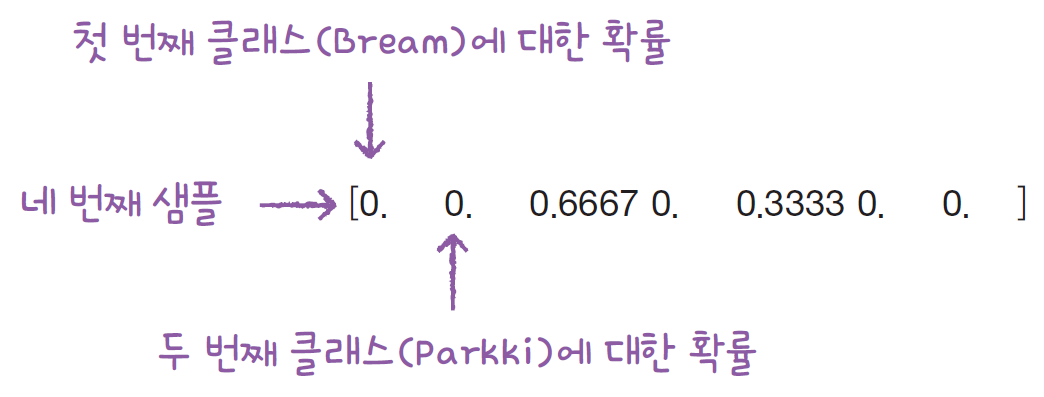 첫 번째 클래스(Bream)에 대한 확률
네 번째 샘플 [0. 0. 0.6667 0. 0.3333 0. 0. ]
두 번째 클래스(Parkki)에 대한 확률